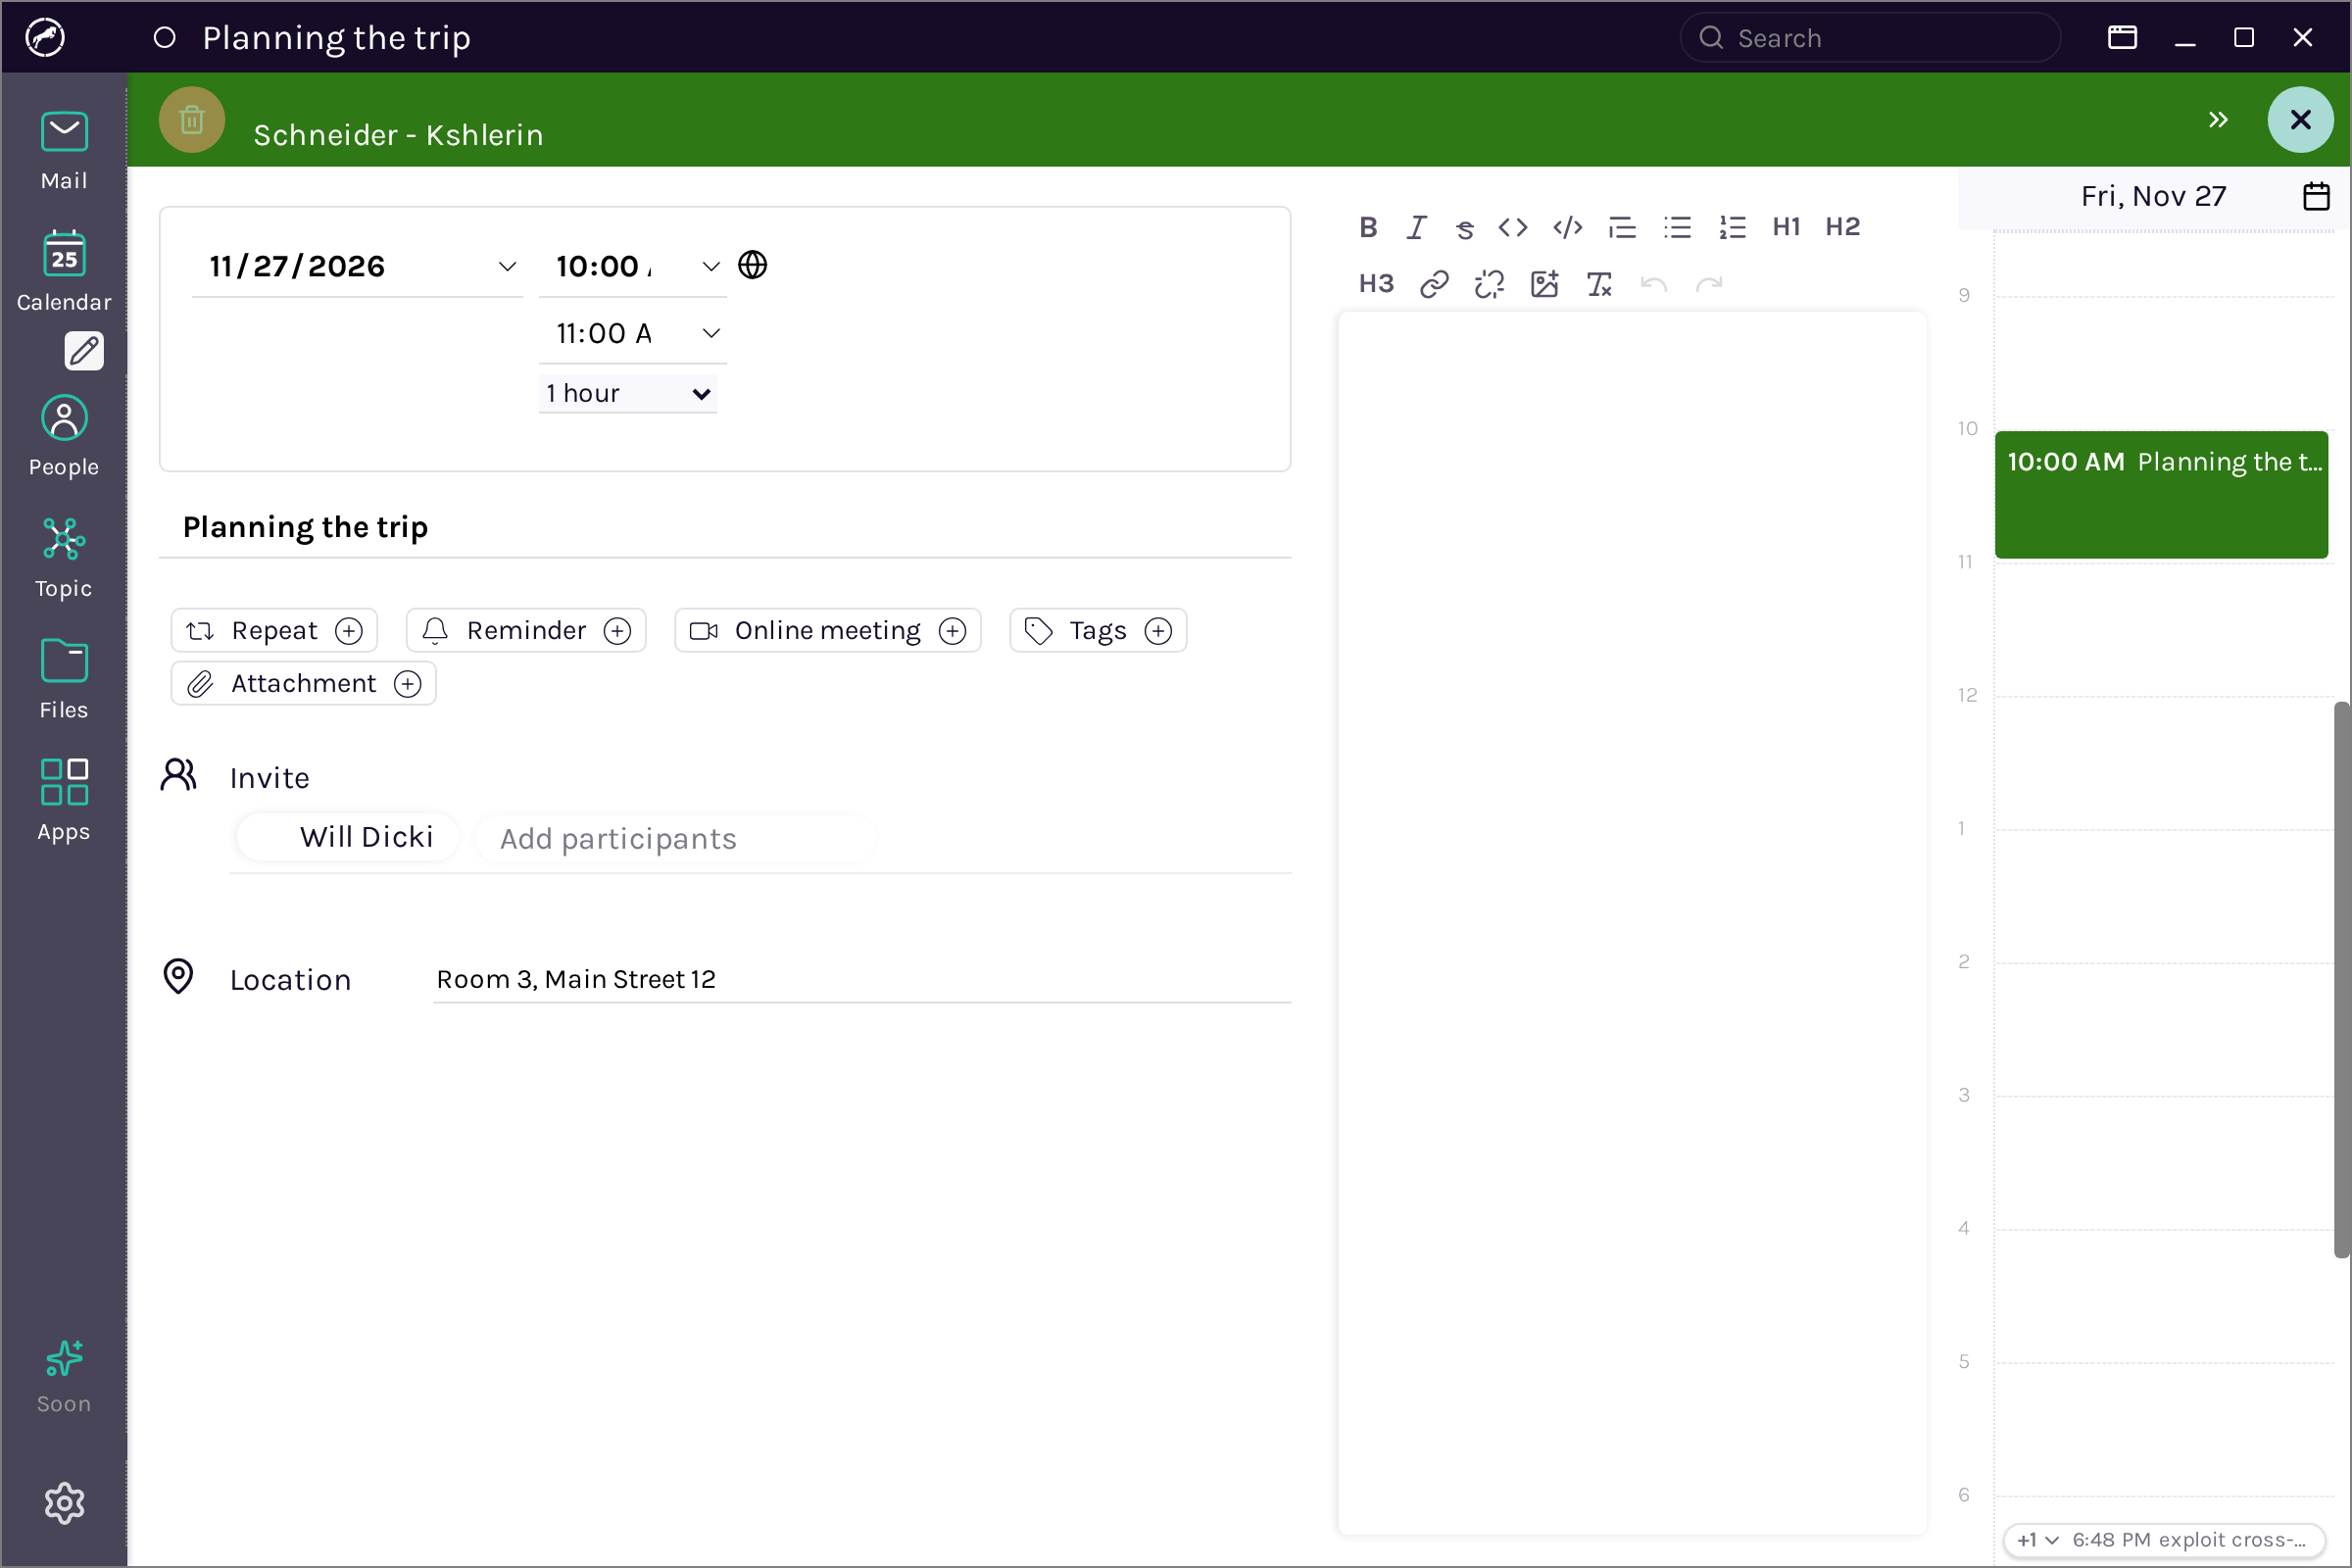 Planning the trip
Search
Schneider - Kshlerin
Mail
25
Calendar
People
Topic
Files
Apps
Soon
11/27/2026
10:00
11:00 A
1 hour
Planning the trip
Repeat
Reminder
Online meeting
Tags
Attachment
Invite
Will Dicki
Add participants
Location
Room 3, Main Street 12
B I S H1 H2
H3
Fri, Nov 27
9
10
10:00 AM Planning the t...
11
12
1
2
3
4
5
6
+1 6:48 PM exploit cross-...